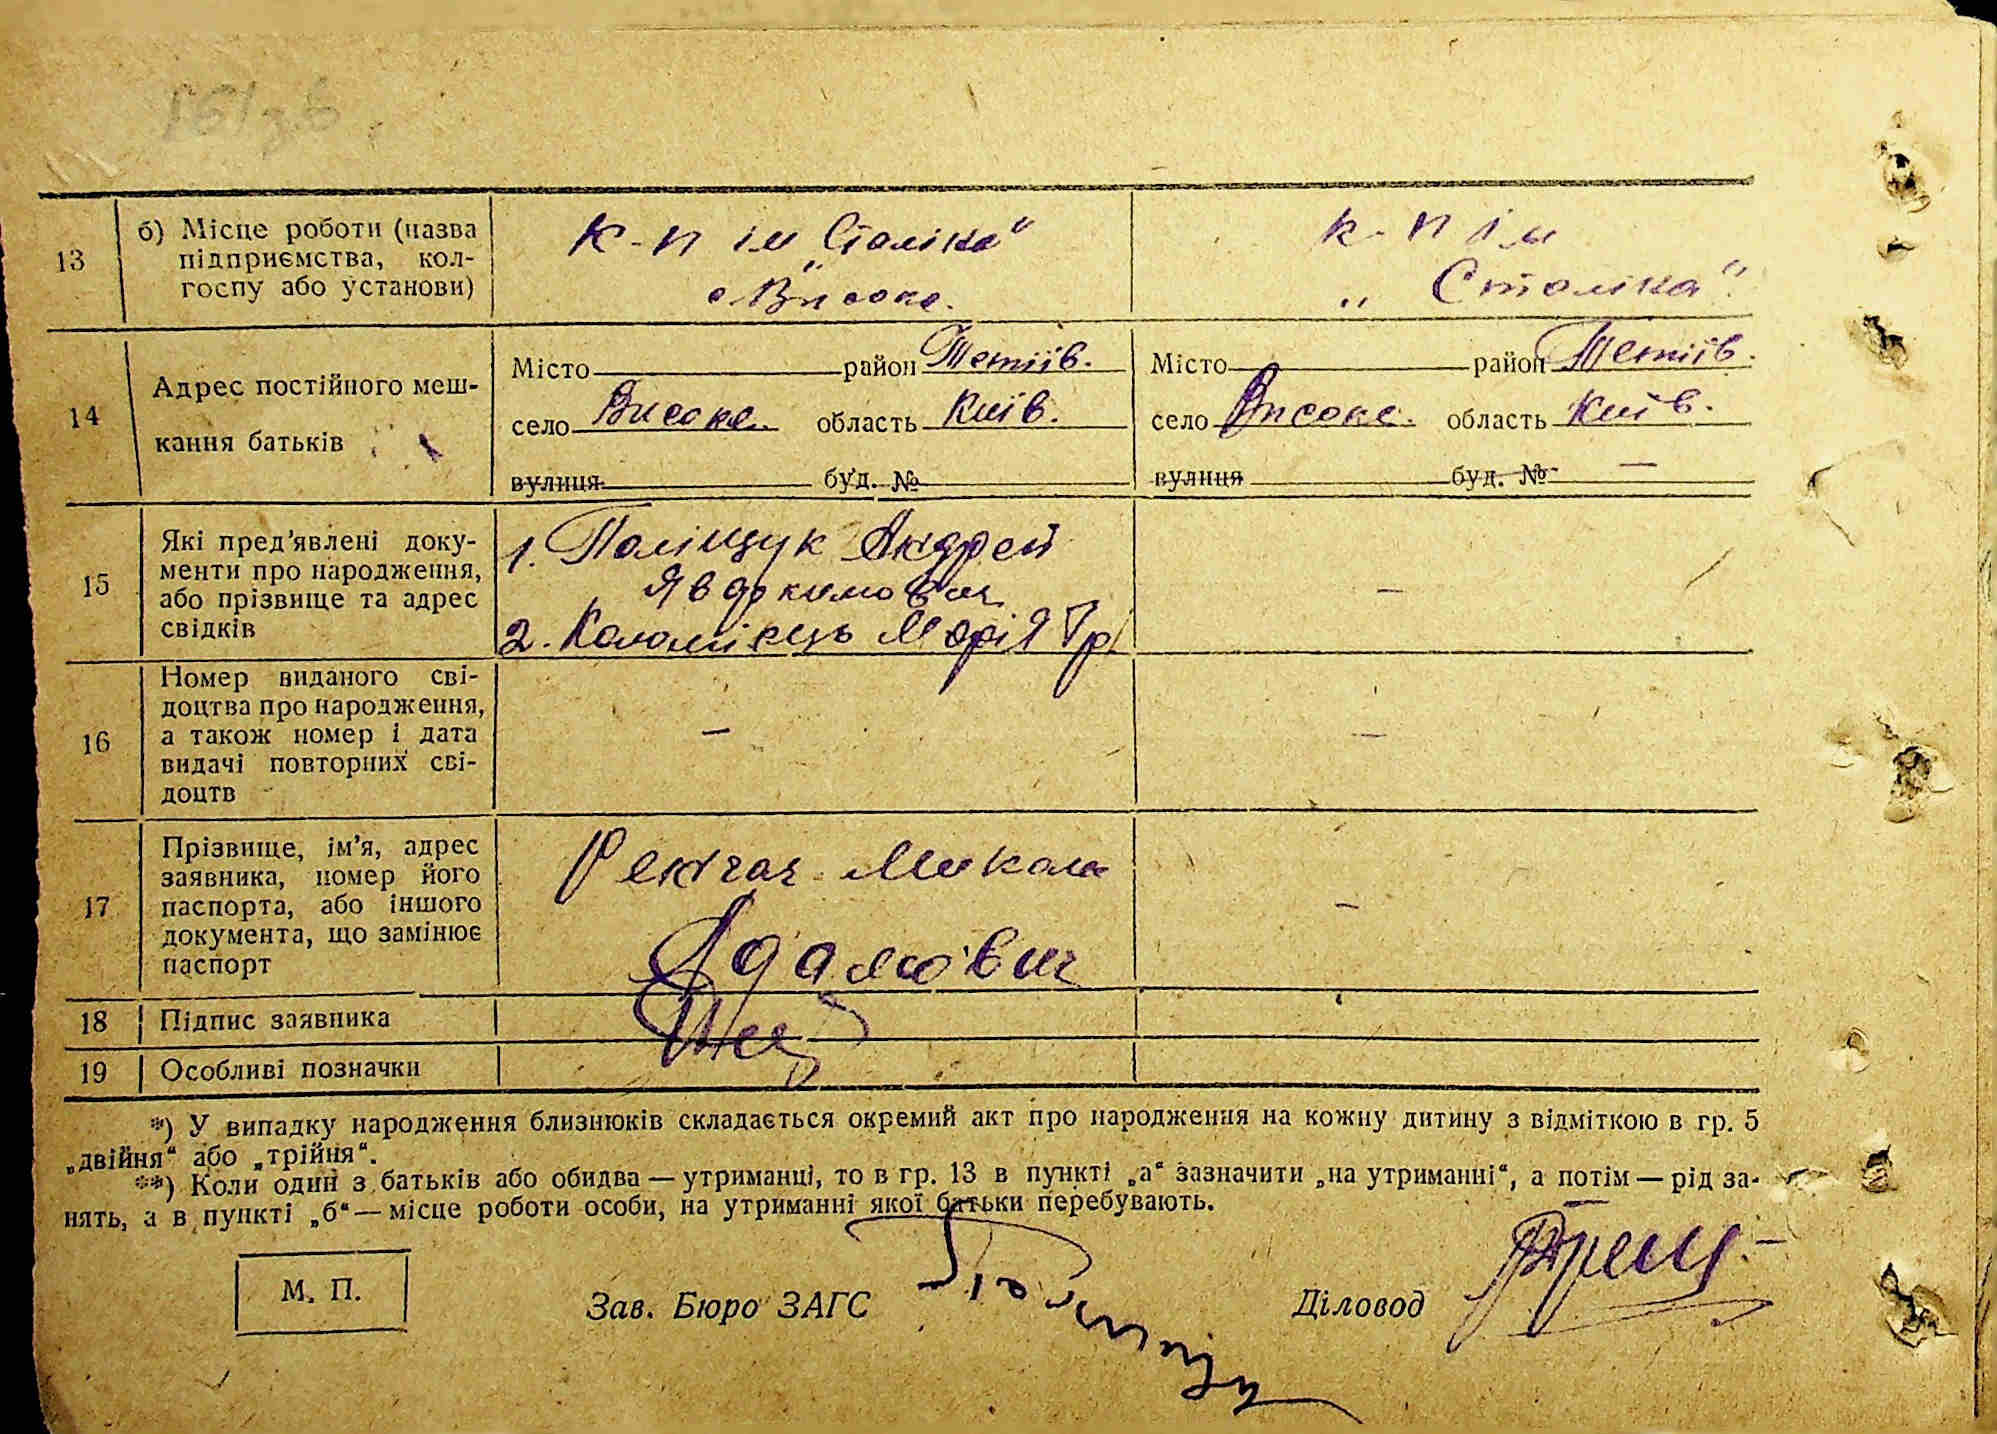 161зв.
13
б) Місце роботи (назва
підприємства, кол-
госпу або установи)
к-п ім „Сталіна“
с Високе.
к-п ім
„Сталіна“
14
Адрес постійного меш-
кання батьків
Місто район Тетіїв.
село Високе. область Київ.
вулиця буд. №
Місто район Тетіїв.
село Високе. область Київ.
вулиця буд. № —
15
Які пред’явлені доку-
менти про народження,
або прізвище та адрес
свідків
1. Поліщук Андрей
Явдокимович
2. Коломієць Марія Гр
—
16
Номер виданого сві-
доцтва про народження,
а також номер і дата
видачі повторних сві-
доцтв
—
—
17
Прізвище, ім’я, адрес
заявника, номер його
паспорта, або іншого
документа, що замінює
паспорт
Микола
Адамович
—
18 Підпис заявника
19 Особливі позначки
*) У випадку народження близнюків складається окремий акт про народження на кожну дитину з відміткою в гр. 5
„двійня“ або „трійня“.
**) Коли один з батьків або обидва — утриманці, то в гр. 13 в пункті „а“ зазначити „на утриманні“, а потім — рід за-
нять, а в пункті „б“ — місце роботи особи, на утриманні якої батьки перебувають.
М. П.
Зав. Бюро ЗАГС
Діловод